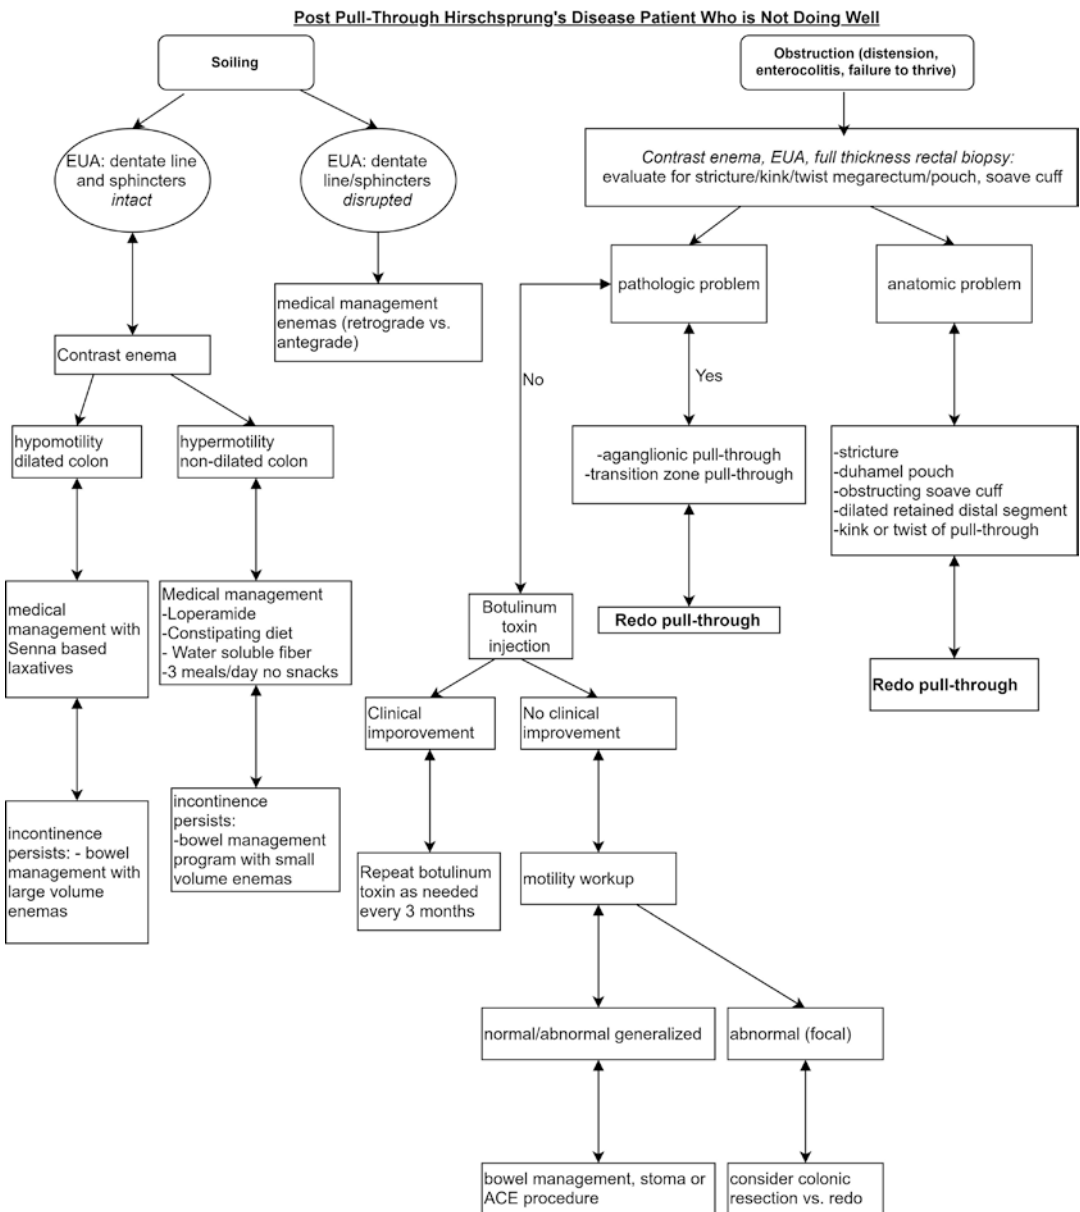 Post Pull-Through Hirschsprung's Disease Patient Who is Not Doing Well
Soiling
Obstruction (distension,
enterocolitis, failure to thrive)
EUA: dentate line
and sphincters
intact
EUA: dentate
line/sphincters
disrupted
Contrast enema, EUA, full thickness rectal biopsy:
evaluate for stricture/kink/twist megarectum/pouch, soave cuff
medical management
enemas (retrograde vs.
antegrade)
pathologic problem
anatomic problem
Contrast enema
No
Yes
hypomotility
dilated colon
hypermotility
non-dilated colon
-aganglionic pull-through
-transition zone pull-through
-stricture
-duhamel pouch
-obstructing soave cuff
-dilated retained distal segment
-kink or twist of pull-through
medical
management with
Senna based
laxatives
Medical management
-Loperamide
-Constipating diet
- Water soluble fiber
-3 meals/day no snacks
Botulinum
toxin
injection
Redo pull-through
Redo pull-through
Clinical
imporovement
No clinical
improvement
incontinence
persists: - bowel
management with
large volume
enemas
incontinence
persists:
-bowel management
program with small
volume enemas
Repeat botulinum
toxin as needed
every 3 months
motility workup
normal/abnormal generalized
abnormal (focal)
bowel management, stoma or
ACE procedure
consider colonic
resection vs. redo